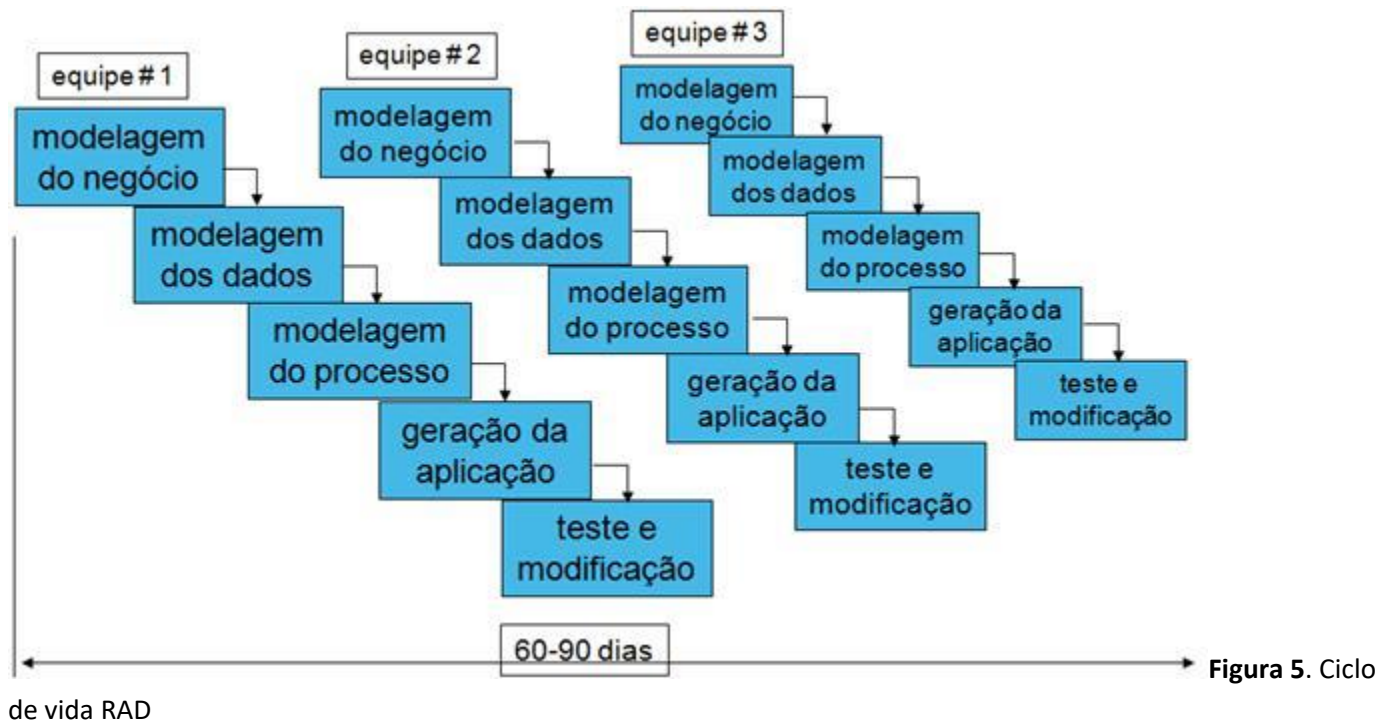 equipe # 1
modelagem
do negócio
modelagem
dos dados
modelagem
do processo
geração da
aplicação
teste e
modificação
equipe # 2
modelagem
do negócio
modelagem
dos dados
modelagem
do processo
geração da
aplicação
teste e
modificação
equipe # 3
modelagem
do negócio
modelagem
dos dados
modelagem
do processo
geração da
aplicação
teste e
modificação
60-90 dias
Figura 5. Ciclo
de vida RAD